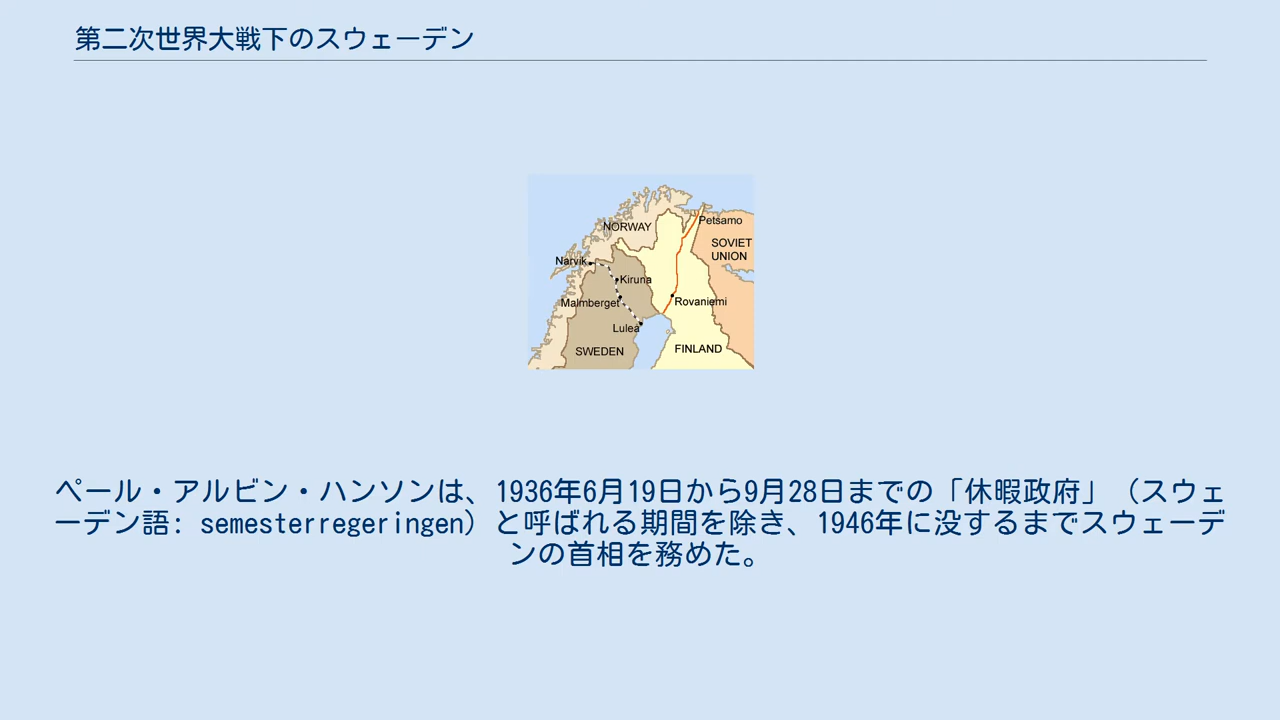 第二次世界大戦下のスウェーデン
NORWAY
Petsamo
SOVIET
UNION
Narvik
Kiruna
Malmberget
Rovaniemi
Luleå
SWEDEN
FINLAND
ペール・アルビン・ハンソンは、1936年6月19日から9月28日までの「休暇政府」（スウェ
ーデン語: semesterregeringen）と呼ばれる期間を除き、1946年に没するまでスウェーデ
ンの首相を務めた。